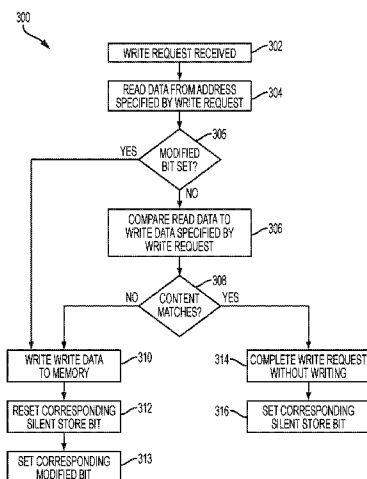 300
WRITE REQUEST RECEIVED
302
READ DATA FROM ADDRESS
SPECIFIED BY WRITE REQUEST
304
305
YES
MODIFIED
BIT SET?
NO
COMPARE READ DATA TO
WRITE DATA SPECIFIED BY
WRITE REQUEST
306
308
NO
CONTENT
MATCHES?
YES
WRITE WRITE DATA
TO MEMORY
310
314
COMPLETE WRITE REQUEST
WITHOUT WRITING
RESET CORRESPONDING
SILENT STORE BIT
312
316
SET CORRESPONDING
SILENT STORE BIT
SET CORRESPONDING
MODIFIED BIT
313